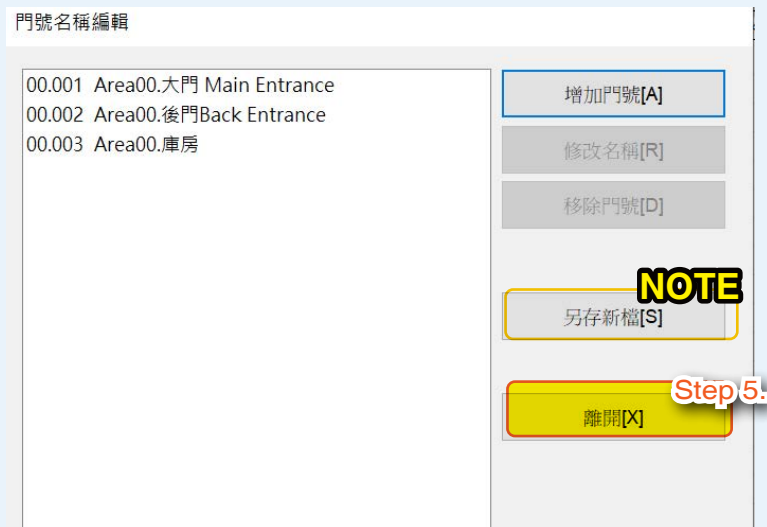 門號名稱編輯
00.001 Area00.大門 Main Entrance
00.002 Area00.後門Back Entrance
00.003 Area00.庫房
增加門號[A]
修改名稱[R]
移除門號[D]
NOTE
另存新檔[S]
Step 5.
離開[X]